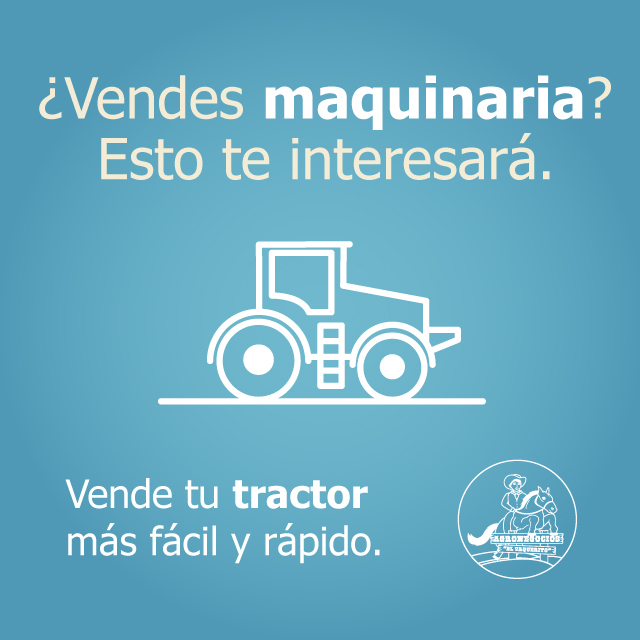 ¿Vendes maquinaria?
Esto te interesará.
Vende tu tractor
más fácil y rápido.
AGRONEGOCIOS
"EL VAQUERITO"